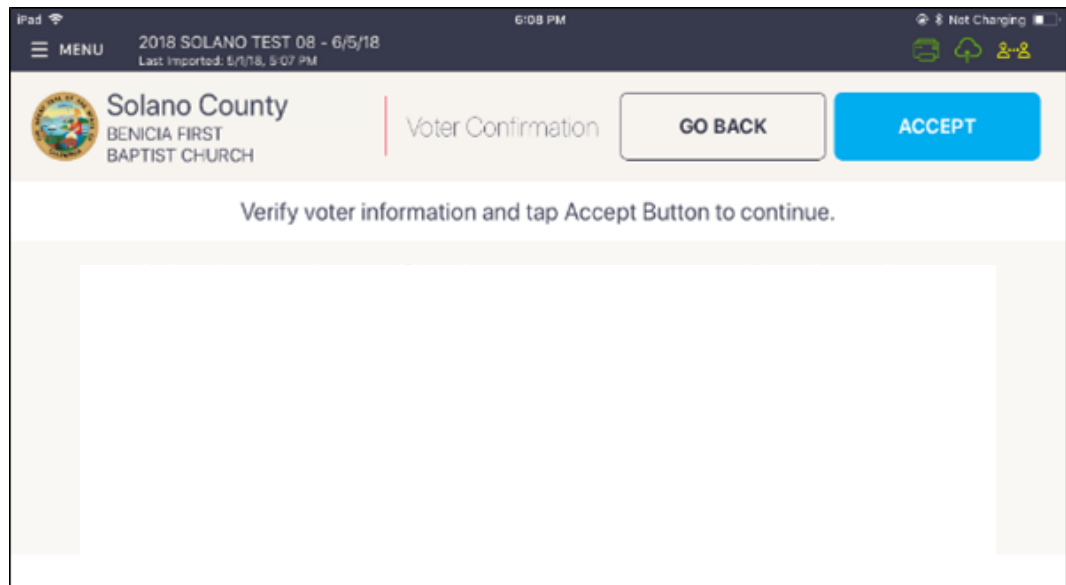 iPad 6:08 PM Not Charging
MENU
2018 SOLANO TEST 08 - 6/5/18
Last Imported: 5/1/18, 5:07 PM
Solano County
BENICIA FIRST
BAPTIST CHURCH
Voter Confirmation
GO BACK
ACCEPT
Verify voter information and tap Accept Button to continue.